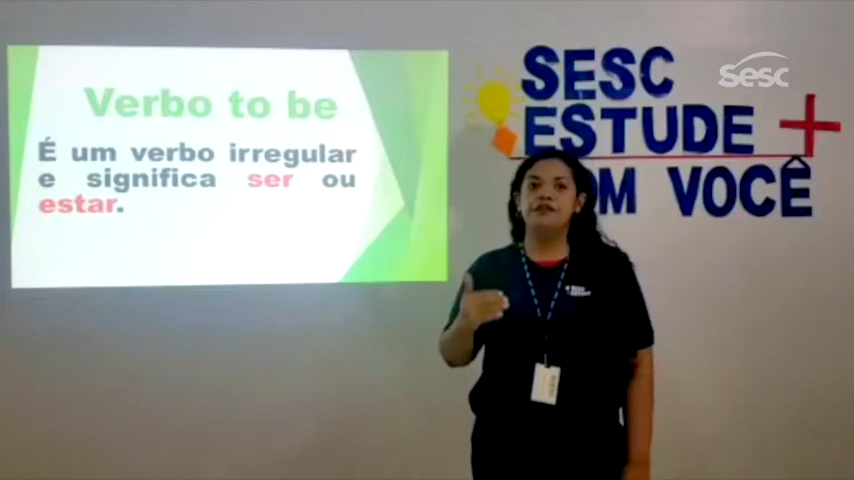 Verbo to be
É um verbo irregular
e significa ser ou
estar.
SESC
ESTUDE +
OM VOCÊ
Sesc